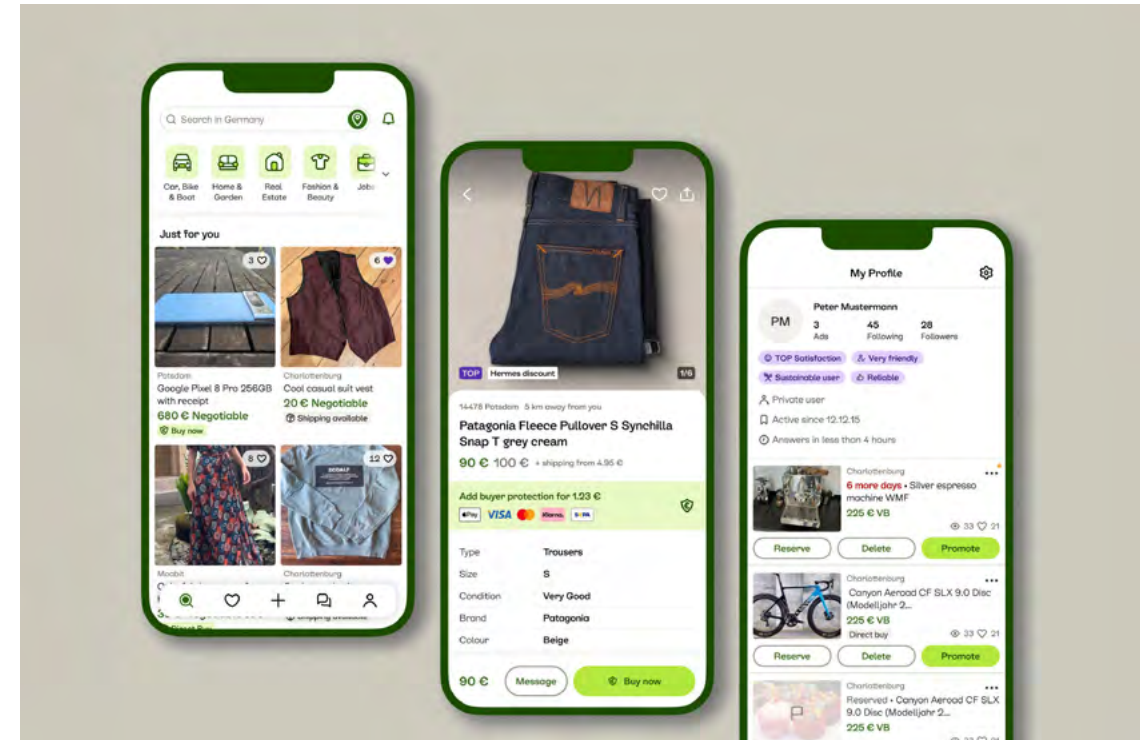 Search in Germany
Car, Bike
& Boat
Home &
Garden
Real
Estate
Fashion &
Beauty
Jobs
Just for you
3
6
Potsdam
Google Pixel 8 Pro 256GB
with receipt
680 € Negotiable
Buy now
Charlottenburg
Cool casual suit vest
20 € Negotiable
Shipping available
8
12
Moabit
Charlottenburg
Direct Buy
Shipping available
TOP
Hermes discount
1/6
14478 Potsdam 5 km away from you
Patagonia Fleece Pullover S Synchilla
Snap T grey cream
90 € 100 € + shipping from 4.95 €
Add buyer protection for 1.23 €
Pay VISA Klarna. SEPA
Type Trousers
Size S
Condition Very Good
Brand Patagonia
Colour Beige
90 € Message Buy now
My Profile
PM
Peter Mustermann
3 45 28
Ads Following Followers
TOP Satisfaction Very friendly
Sustainable user Reliable
Private user
Active since 12.12.15
Answers in less than 4 hours
Charlottenburg
6 more days • Silver espresso
machine WMF
225 € VB
33 21
Reserve Delete Promote
Charlottenburg
Canyon Aeroad CF SLX 9.0 Disc
(Modelljahr 2...
225 € VB
Direct buy 33 21
Reserve Delete Promote
Charlottenburg
Reserved • Canyon Aeroad CF SLX
9.0 Disc (Modelljahr 2...
225 € VB
33 21